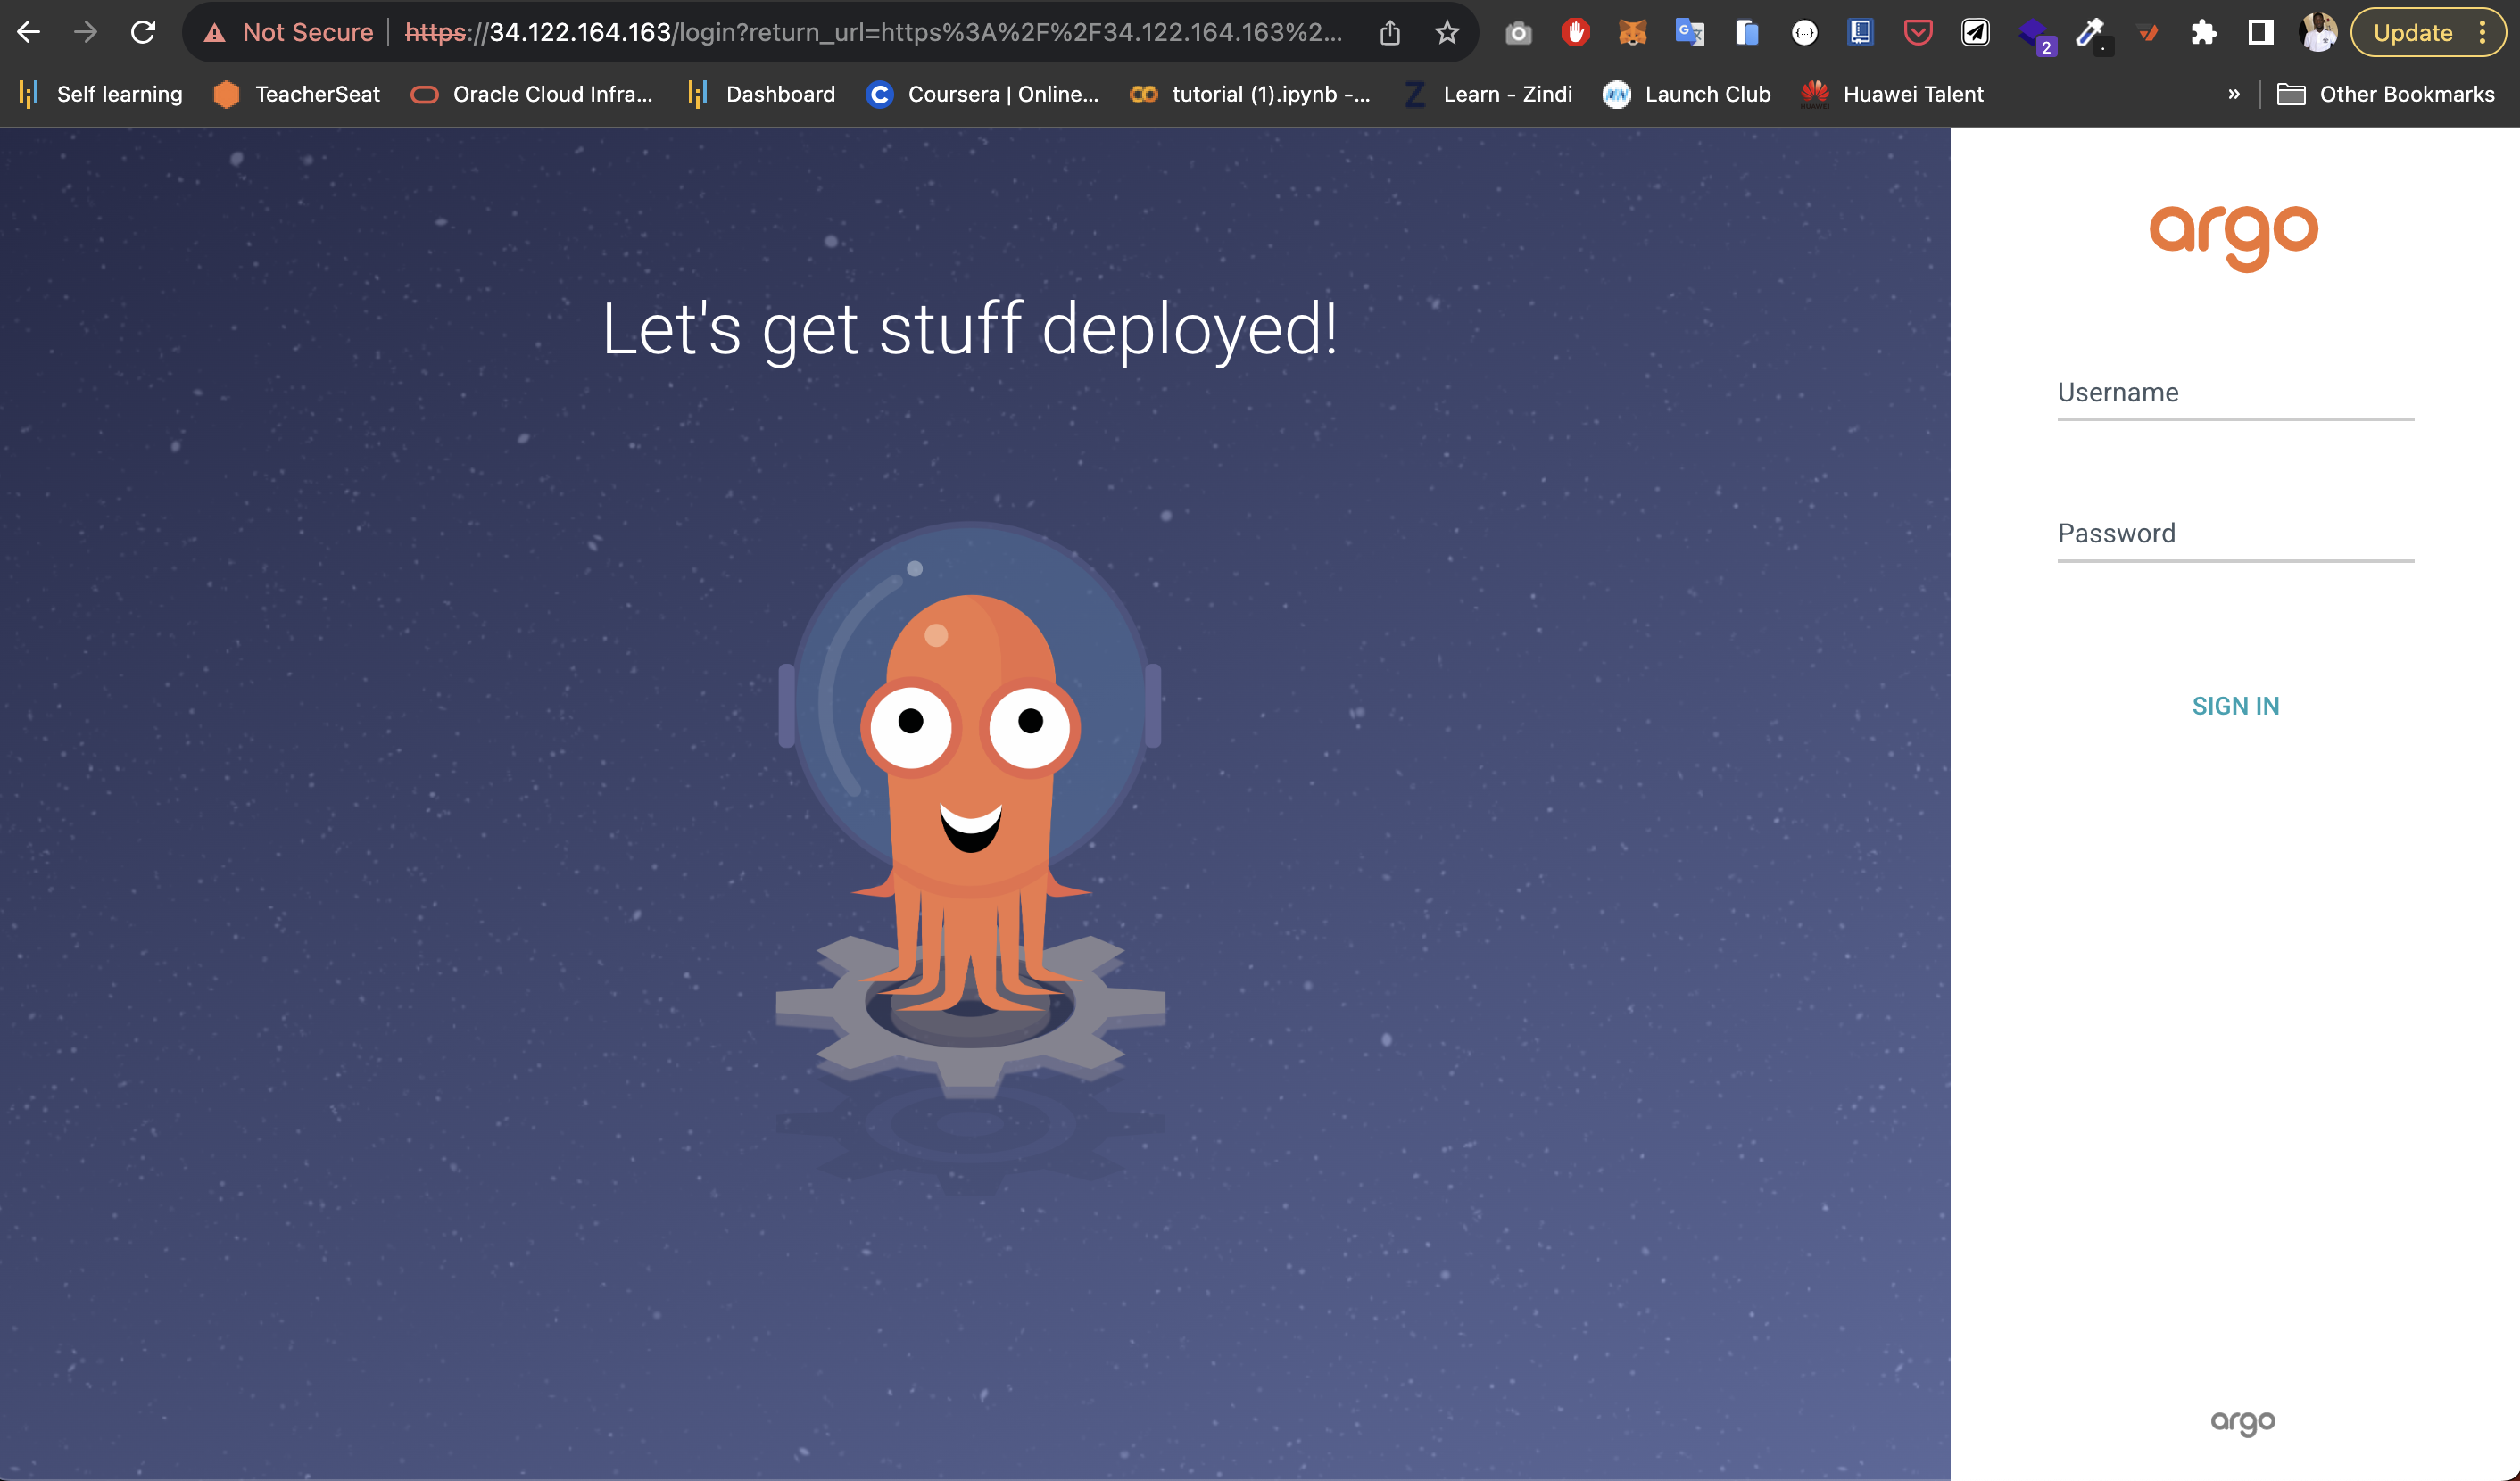 Not Secure https://34.122.164.163/login?return_url=https%3A%2F%2F34.122.164.163%2... 2 Update
Self learning TeacherSeat Oracle Cloud Infra... Dashboard Coursera | Online... tutorial (1).ipynb -... Learn - Zindi Launch Club Huawei Talent » Other Bookmarks
argo
Let's get stuff deployed!
Username
Password
SIGN IN
argo